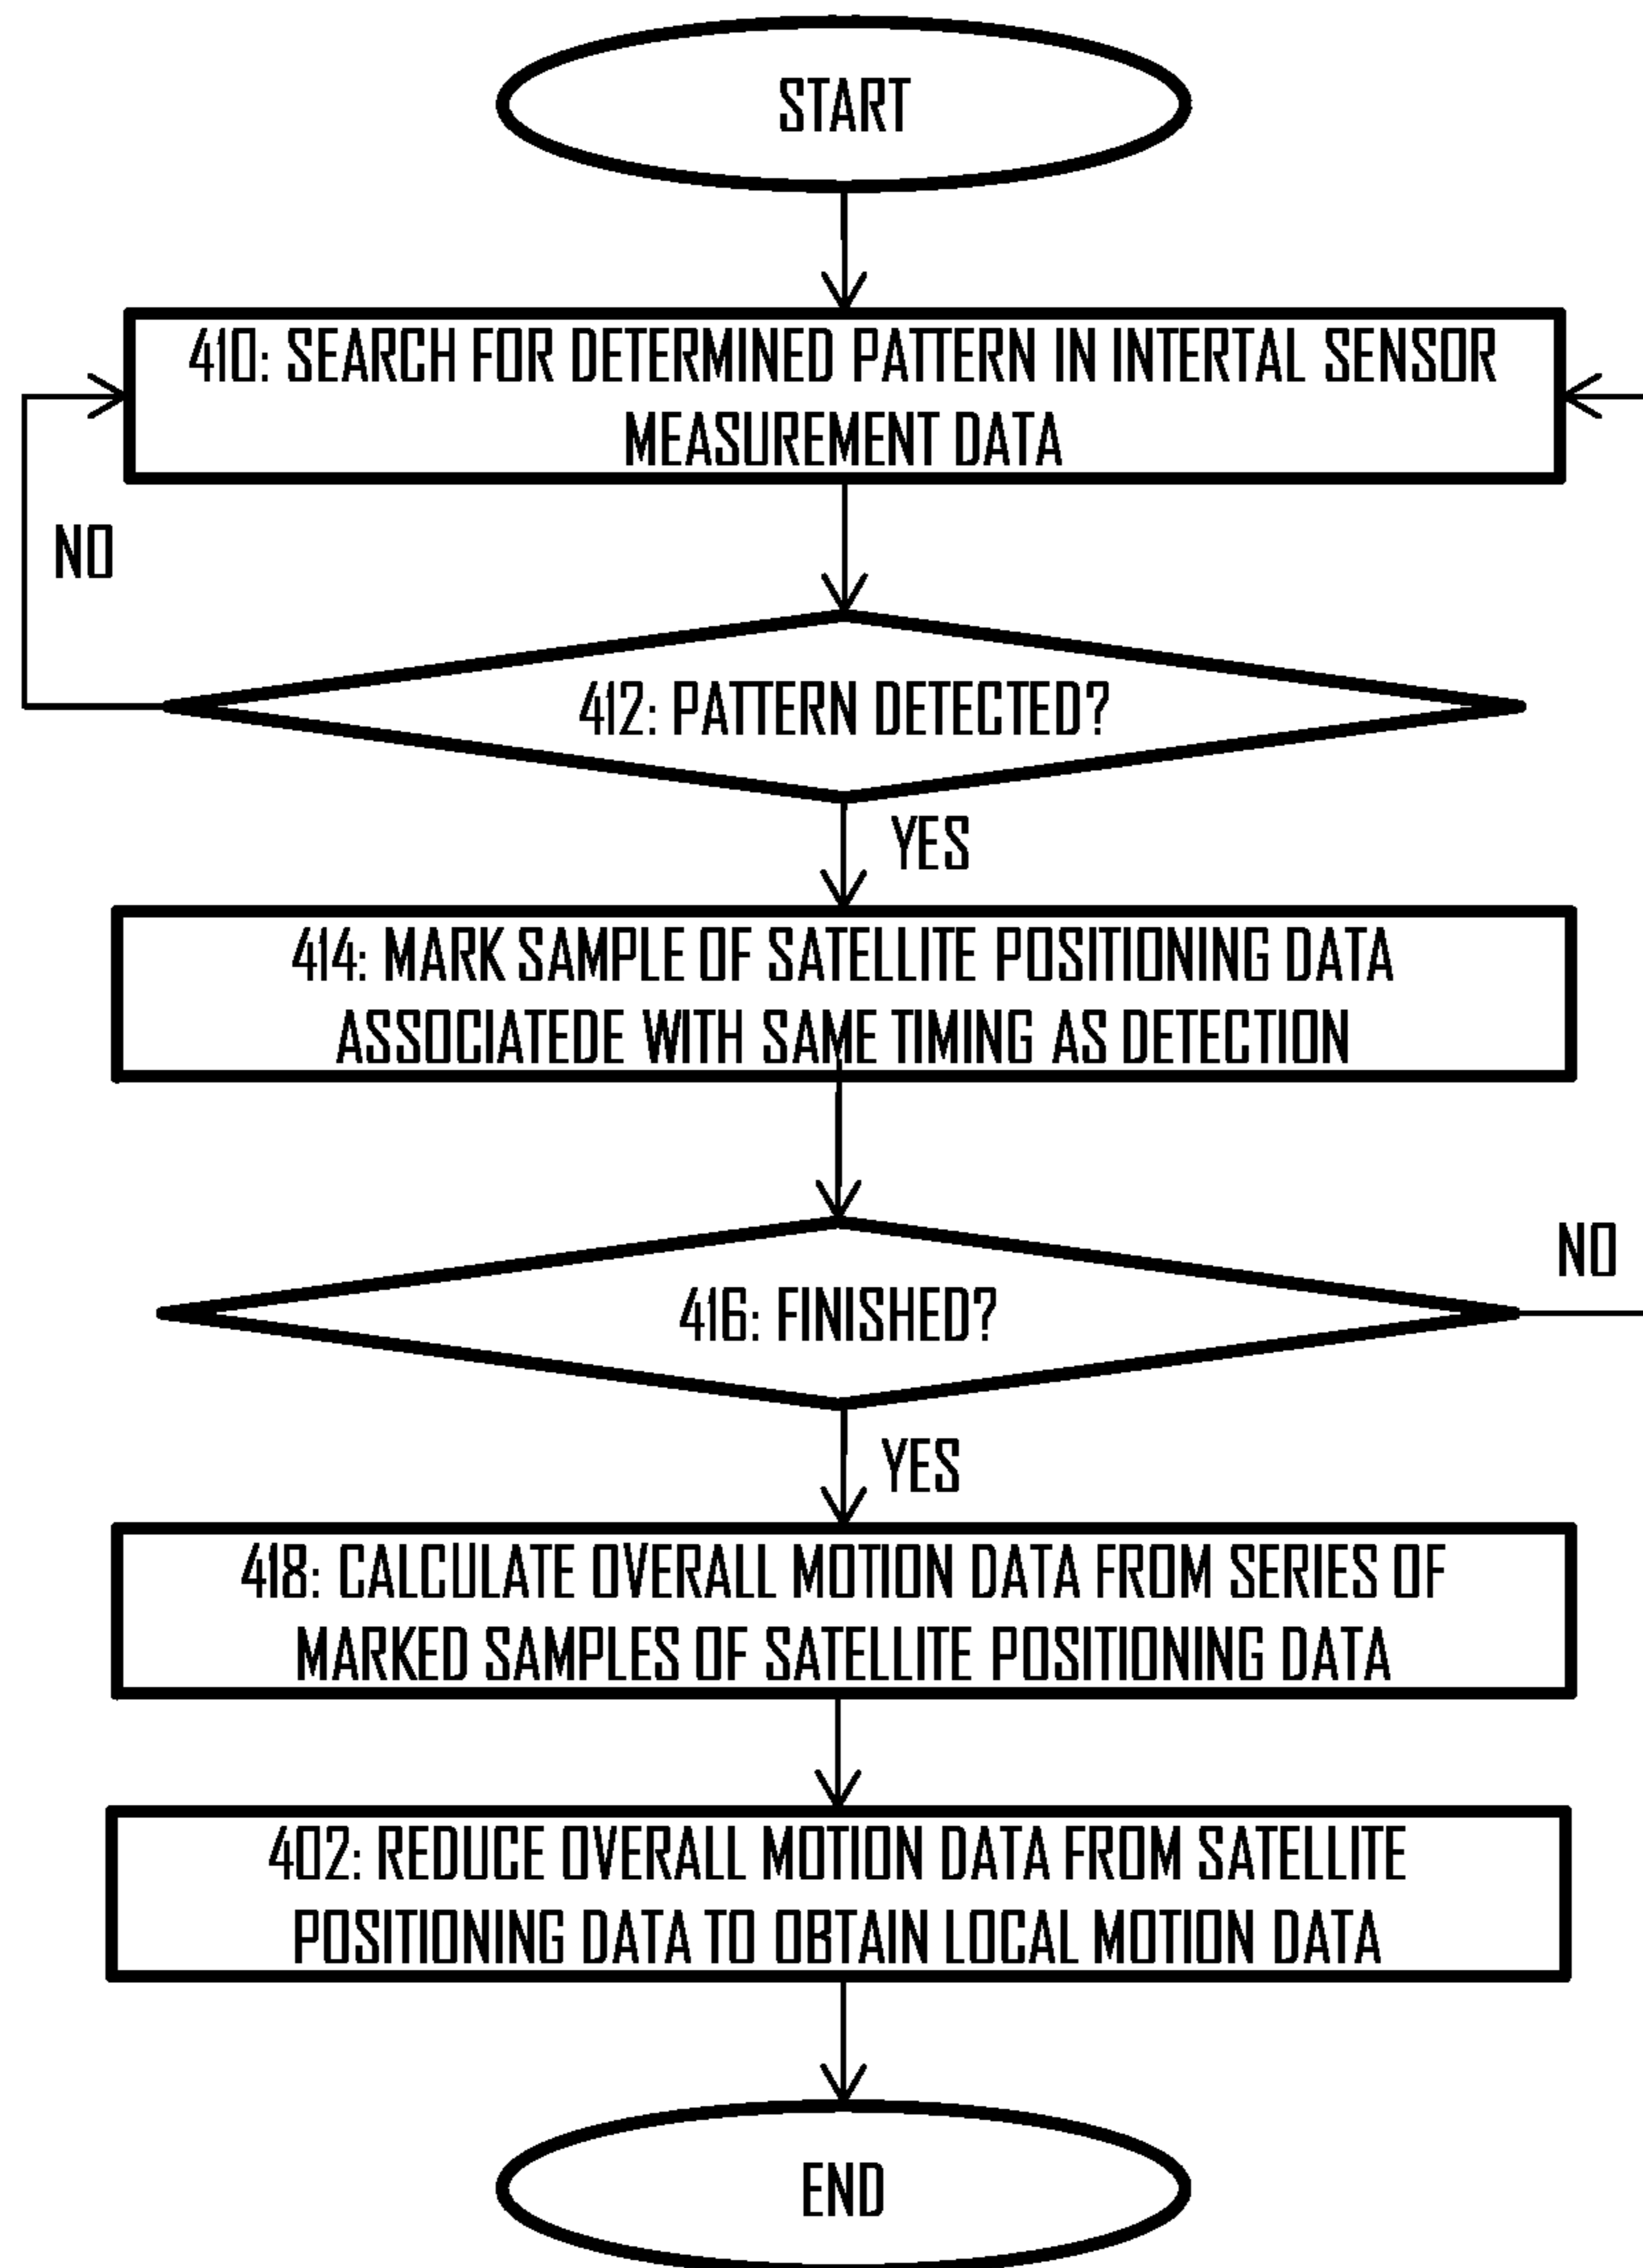 START
410: SEARCH FOR DETERMINED PATTERN IN INTERTAL SENSOR
MEASUREMENT DATA
NO
412: PATTERN DETECTED?
YES
414: MARK SAMPLE OF SATELLITE POSITIONING DATA
ASSOCIATEDE WITH SAME TIMING AS DETECTION
NO
416: FINISHED?
YES
418: CALCULATE OVERALL MOTION DATA FROM SERIES OF
MARKED SAMPLES OF SATELLITE POSITIONING DATA
402: REDUCE OVERALL MOTION DATA FROM SATELLITE
POSITIONING DATA TO OBTAIN LOCAL MOTION DATA
END